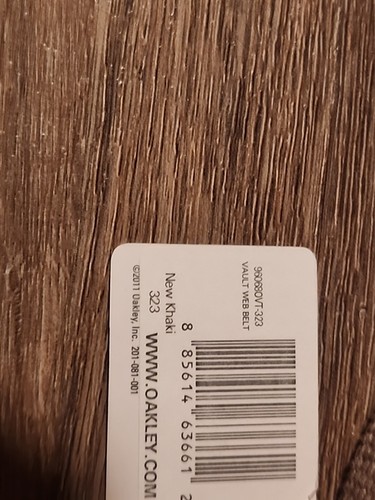 96068OVT-323
VAULT WEB BELT
8 85614 63661 2
New Khaki
323
WWW.OAKLEY.COM
©2011 Oakley, Inc. 201-081-001